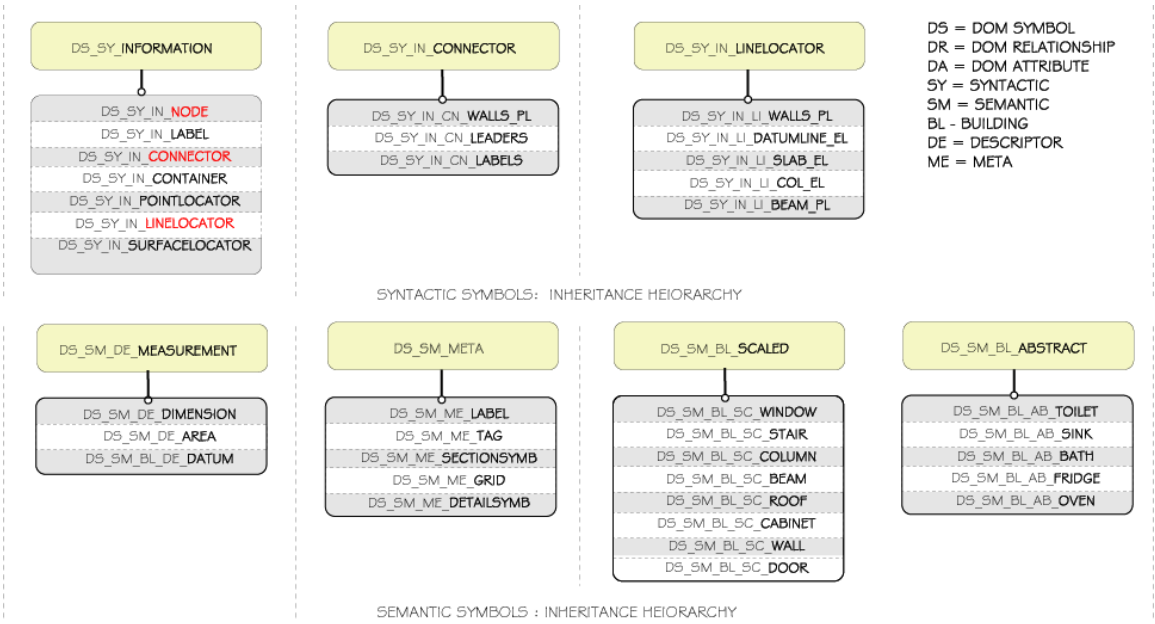 DS_SY_INFORMATION
DS_SY_IN_NODE
DS_SY_IN_LABEL
DS_SY_IN_CONNECTOR
DS_SY_IN_CONTAINER
DS_SY_IN_POINTLOCATOR
DS_SY_IN_LINELOCATOR
DS_SY_IN_SURFACELOCATOR
DS_SY_IN_CONNECTOR
DS_SY_IN_CN_WALLS_PL
DS_SY_IN_CN_LEADERS
DS_SY_IN_CN_LABELS
DS_SY_IN_LINELOCATOR
DS_SY_IN_LI_WALLS_PL
DS_SY_IN_LI_DATUMLINE_EL
DS_SY_IN_LI_SLAB_EL
DS_SY_IN_LI_COL_EL
DS_SY_IN_LI_BEAM_PL
DS = DOM SYMBOL
DR = DOM RELATIONSHIP
DA = DOM ATTRIBUTE
SY = SYNTACTIC
SM = SEMANTIC
BL - BUILDING
DE = DESCRIPTOR
ME = META
SYNTACTIC SYMBOLS: INHERITANCE HEIORARCHY
DS_SM_DE_MEASUREMENT
DS_SM_DE_DIMENSION
DS_SM_DE_AREA
DS_SM_BL_DE_DATUM
DS_SM_META
DS_SM_ME_LABEL
DS_SM_ME_TAG
DS_SM_ME_SECTIONSYMB
DS_SM_ME_GRID
DS_SM_ME_DETAILSYMB
DS_SM_BL_SCALED
DS_SM_BL_SC_WINDOW
DS_SM_BL_SC_STAIR
DS_SM_BL_SC_COLUMN
DS_SM_BL_SC_BEAM
DS_SM_BL_SC_ROOF
DS_SM_BL_SC_CABINET
DS_SM_BL_SC_WALL
DS_SM_BL_SC_DOOR
DS_SM_BL_ABSTRACT
DS_SM_BL_AB_TOILET
DS_SM_BL_AB_SINK
DS_SM_BL_AB_BATH
DS_SM_BL_AB_FRIDGE
DS_SM_BL_AB_OVEN
SEMANTIC SYMBOLS : INHERITANCE HEIORARCHY